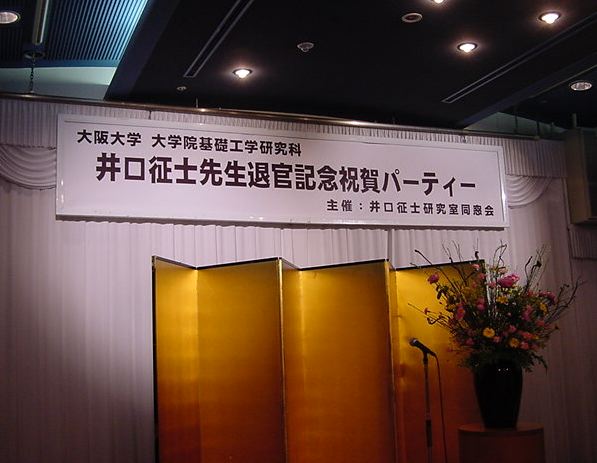 大阪大学 大学院基礎工学研究科
井口征士先生退官記念祝賀パーティー
主催：井口征士研究室同窓会